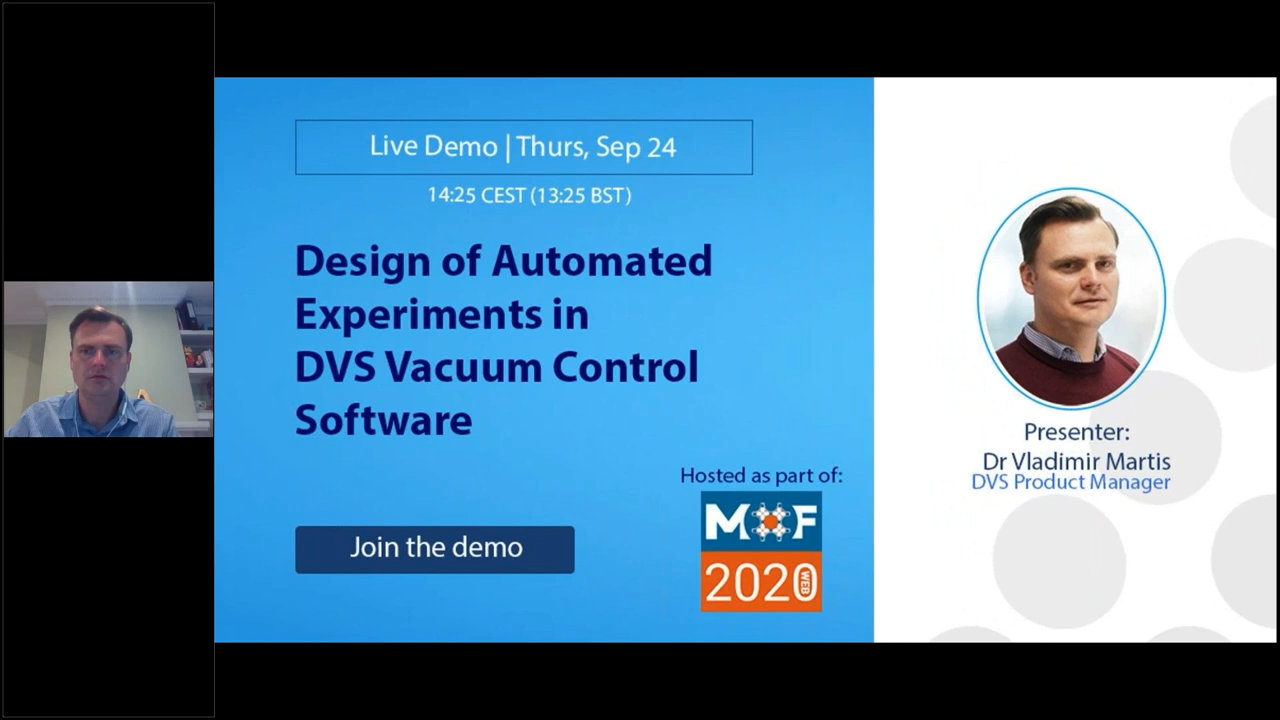 Live Demo | Thurs, Sep 24
14:25 CEST (13:25 BST)
Design of Automated
Experiments in
DVS Vacuum Control
Software
Hosted as part of:
MOF
2020
WEB
Join the demo
Presenter:
Dr Vladimir Martis
DVS Product Manager